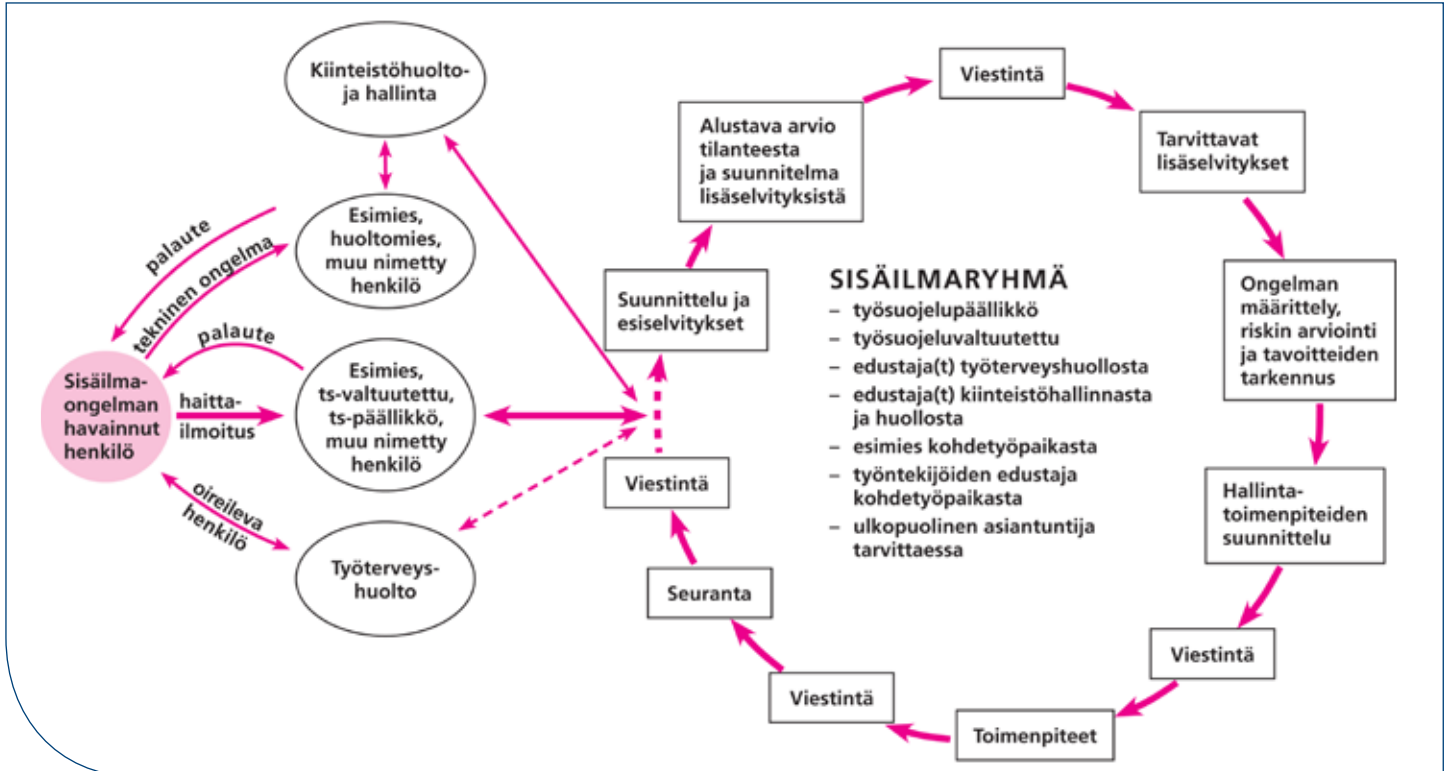 Kiinteistöhuolto-
ja hallinta
Esimies,
huoltomies,
muu nimetty
henkilö
palaute
tekninen ongelma
palaute
Sisäilma-
ongelman
havainnut
henkilö
haitta-
ilmoitus
Esimies,
ts-valtuutettu,
ts-päällikkö,
muu nimetty
henkilö
oireileva
henkilö
Työterveys-
huolto
Suunnittelu ja
esiselvitykset
Alustava arvio
tilanteesta
ja suunnitelma
lisäselvityksistä
Viestintä
Tarvittavat
lisäselvitykset
Ongelman
määrittely,
riskin arviointi
ja tavoitteiden
tarkennus
Hallinta-
toimenpiteiden
suunnittelu
Viestintä
Toimenpiteet
Viestintä
Seuranta
Viestintä
SISÄILMARYHMÄ
– työsuojelupäällikkö
– työsuojeluvaltuutettu
– edustaja(t) työterveyshuollosta
– edustaja(t) kiinteistöhallinnasta
ja huollosta
– esimies kohdetyöpaikasta
– työntekijöiden edustaja
kohdetyöpaikasta
– ulkopuolinen asiantuntija
tarvittaessa